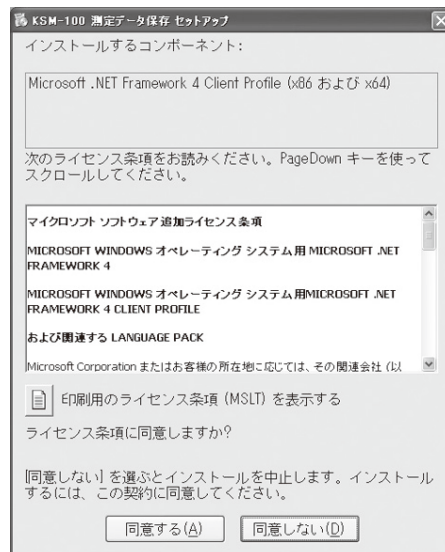 KSM-100 測定データ保存 セットアップ
インストールするコンポーネント:
Microsoft .NET Framework 4 Client Profile (x86 および x64)
次のライセンス条項をお読みください。PageDown キーを使って
スクロールしてください。
マイクロソフト ソフトウェア追加ライセンス条項
MICROSOFT WINDOWS オペレーティング システム用 MICROSOFT .NET
FRAMEWORK 4
MICROSOFT WINDOWS オペレーティング システム用MICROSOFT .NET
FRAMEWORK 4 CLIENT PROFILE
および関連する LANGUAGE PACK
Microsoft Corporation またはお客様の所在地に応じては、その関連会社 (以
印刷用のライセンス条項 (MSLT) を表示する
ライセンス条項に同意しますか?
[同意しない] を選ぶとインストールを中止します。インストール
するには、この契約に同意してください。
同意する(A) 同意しない(D)